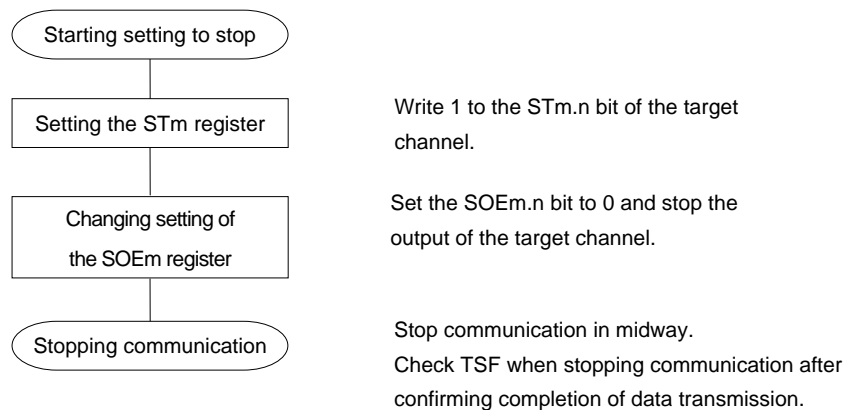 Starting setting to stop
Setting the STm register
Write 1 to the STm.n bit of the target
channel.
Changing setting of
the SOEm register
Set the SOEm.n bit to 0 and stop the
output of the target channel.
Stopping communication
Stop communication in midway.
Check TSF when stopping communication after
confirming completion of data transmission.